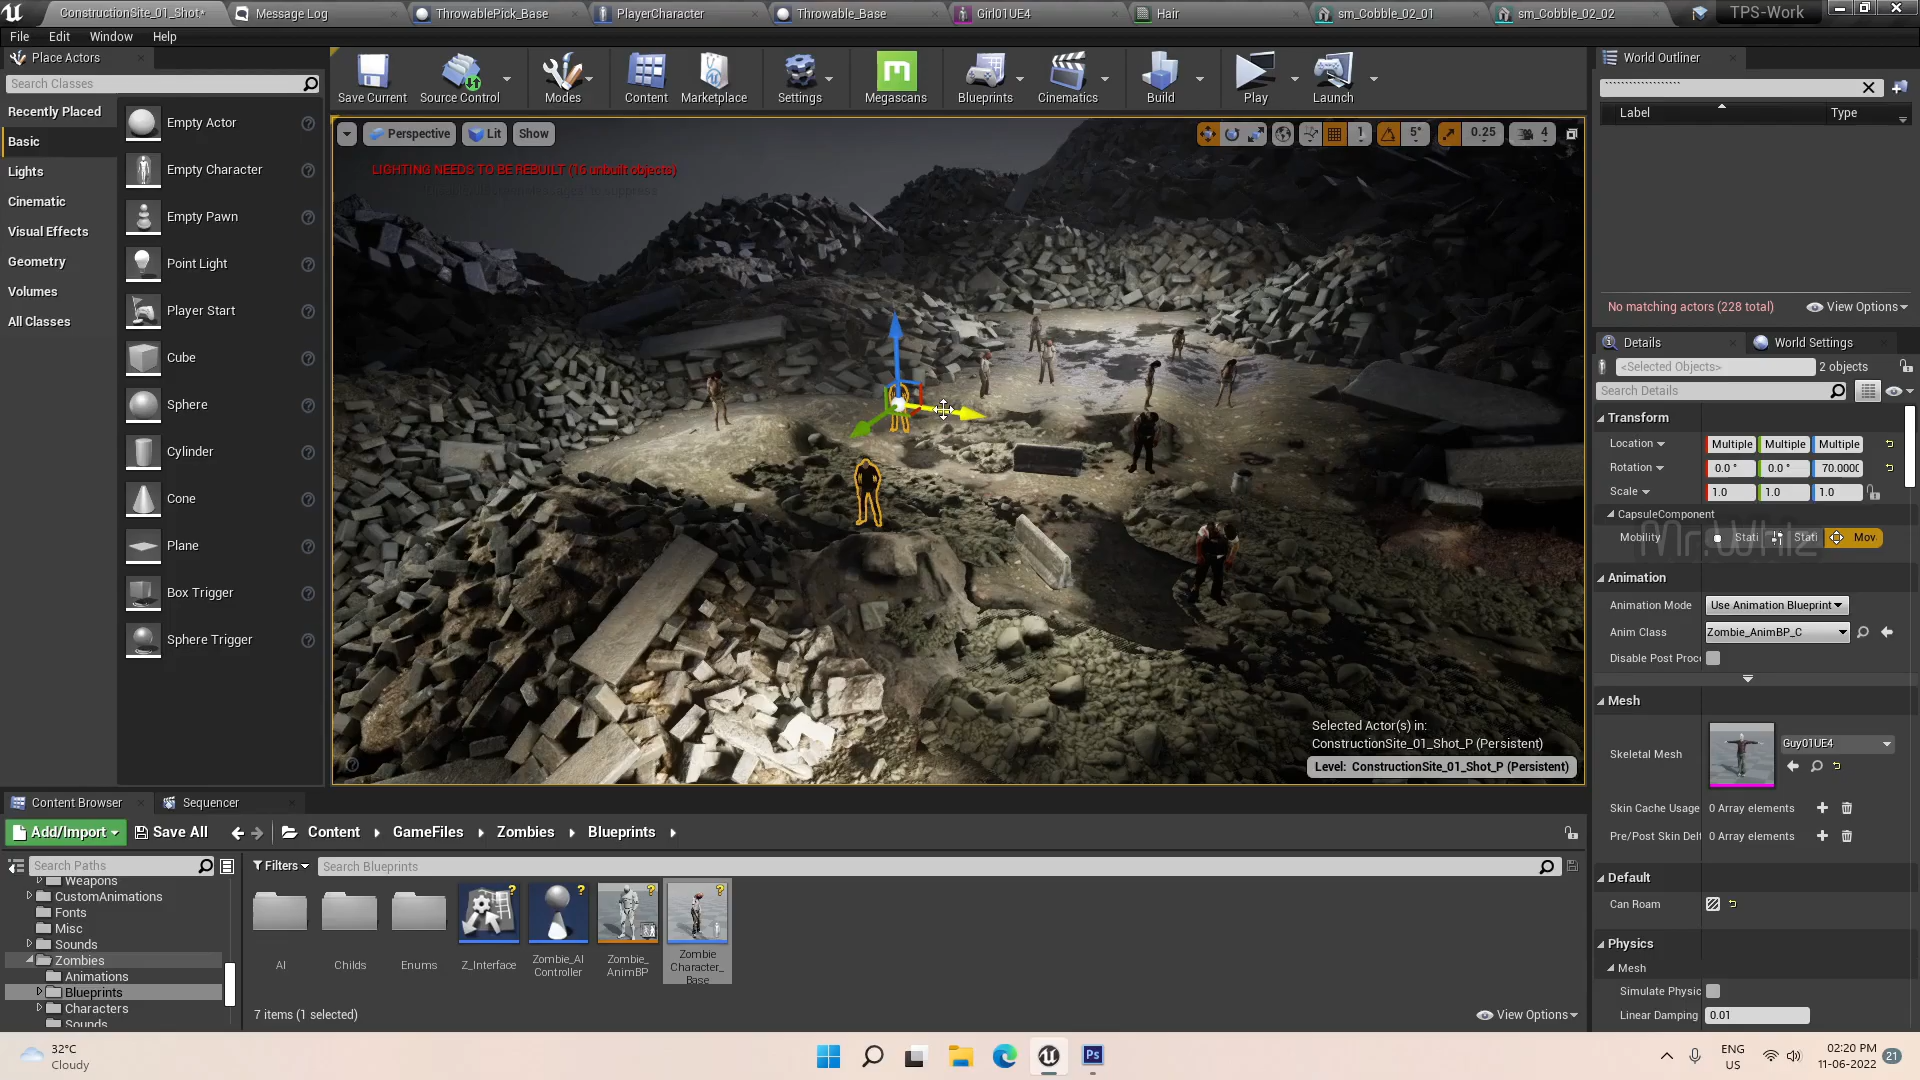 ConstructionSite_01_Shot*
Message Log
ThrowablePick_Base
PlayerCharacter
Throwable_Base
Girl01UE4
Hair
sm_Cobble_02_01
sm_Cobble_02_02
TPS-Work
File Edit Window Help
Place Actors
Search Classes
Recently Placed
Basic
Lights
Cinematic
Visual Effects
Geometry
Volumes
All Classes
Empty Actor
Empty Character
Empty Pawn
Point Light
Player Start
Cube
Sphere
Cylinder
Cone
Plane
Box Trigger
Sphere Trigger
Save Current
Source Control
Modes
Content
Marketplace
Settings
Megascans
Blueprints
Cinematics
Build
Play
Launch
Perspective Lit Show
1 5° 0.25 4
LIGHTING NEEDS TO BE REBUILT (16 unbuilt objects)
Selected Actor(s) in:
ConstructionSite_01_Shot_P (Persistent)
Level: ConstructionSite_01_Shot_P (Persistent)
World Outliner
Label Type
No matching actors (228 total) View Options
Details World Settings
<Selected Objects> 2 objects
Search Details
Transform
Location Multiple Multiple Multiple
Rotation 0.0 ° 0.0 ° 70.000(
Scale 1.0 1.0 1.0
CapsuleComponent
Mr.Whiz
Mobility Stati Stati Mov
Animation
Animation Mode Use Animation Blueprint
Anim Class Zombie_AnimBP_C
Disable Post Proc
Mesh
Skeletal Mesh Guy01UE4
Skin Cache Usage 0 Array elements
Pre/Post Skin Delt 0 Array elements
Default
Can Roam
Physics
Mesh
Simulate Physic
Linear Damping 0.01
Content Browser Sequencer
Add/Import Save All Content GameFiles Zombies Blueprints
Search Paths
Filters Search Blueprints
Weapons
CustomAnimations
Fonts
Misc
Sounds
Zombies
Animations
Blueprints
Characters
Sounds
AI
Childs
Enums
Z_Interface
Zombie_AI
Controller
Zombie_
AnimBP
Zombie
Character_
Base
7 items (1 selected) View Options
32°C
Cloudy
Ps
ENG
US
02:20 PM
11-06-2022
21